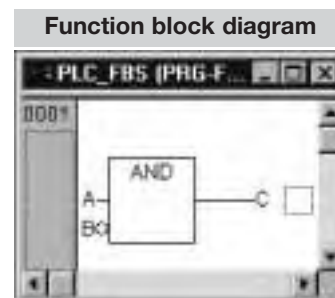 Function block diagram
PLC_FBS (PRG-F...
0001
AND
A
C
B